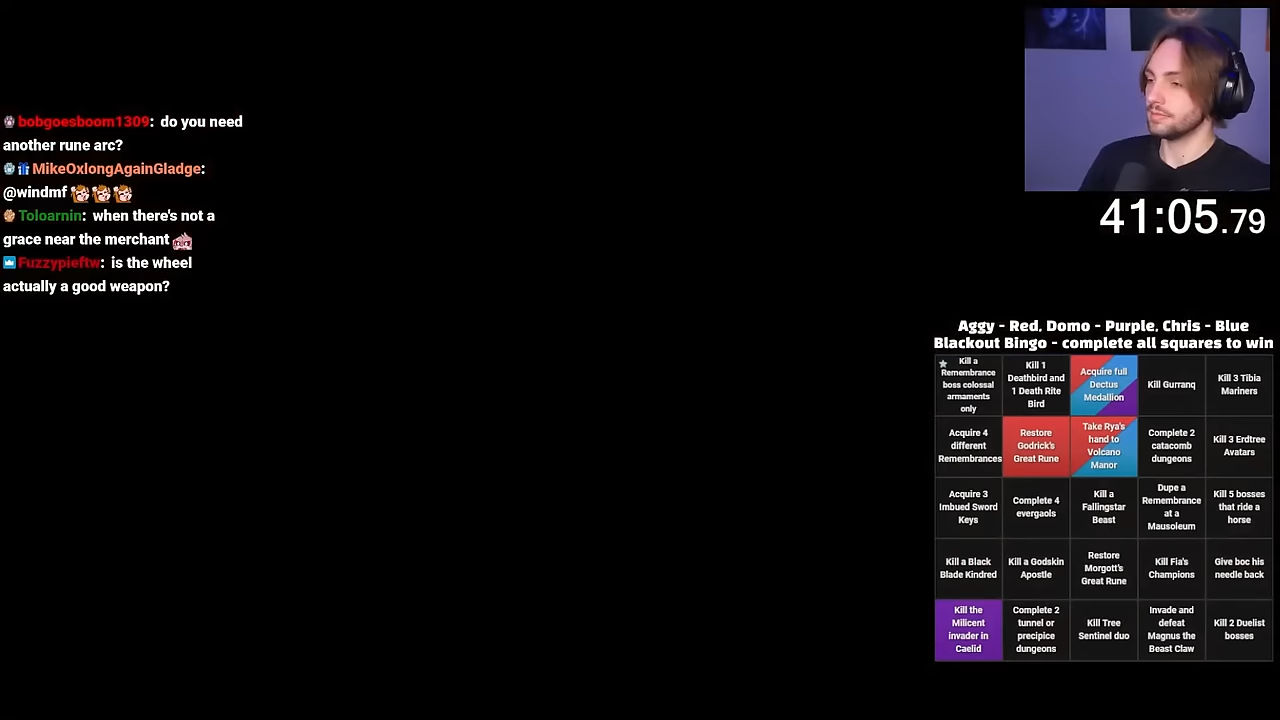 bobgoesboom1309: do you need
another rune arc?
MikeOxlongAgainGladge:
@windmf
Toloarnin: when there's not a
grace near the merchant
Fuzzypieftw: is the wheel
actually a good weapon?
41:05.79
Aggy - Red, Domo - Purple, Chris - Blue
Blackout Bingo - complete all squares to win
Kill a
Remembrance
boss colossal
armaments
only
Kill 1
Deathbird and
1 Death Rite
Bird
Acquire full
Dectus
Medallion
Kill Gurranq
Kill 3 Tibia
Mariners
Acquire 4
different
Remembrances
Restore
Godrick's
Great Rune
Take Rya's
hand to
Volcano
Manor
Complete 2
catacomb
dungeons
Kill 3 Erdtree
Avatars
Acquire 3
Imbued Sword
Keys
Complete 4
evergaols
Kill a
Fallingstar
Beast
Dupe a
Remembrance
at a
Mausoleum
Kill 5 bosses
that ride a
horse
Kill a Black
Blade Kindred
Kill a Godskin
Apostle
Restore
Morgott's
Great Rune
Kill Fia's
Champions
Give boc his
needle back
Kill the
Milicent
invader in
Caelid
Complete 2
tunnel or
precipice
dungeons
Kill Tree
Sentinel duo
Invade and
defeat
Magnus the
Beast Claw
Kill 2 Duelist
bosses